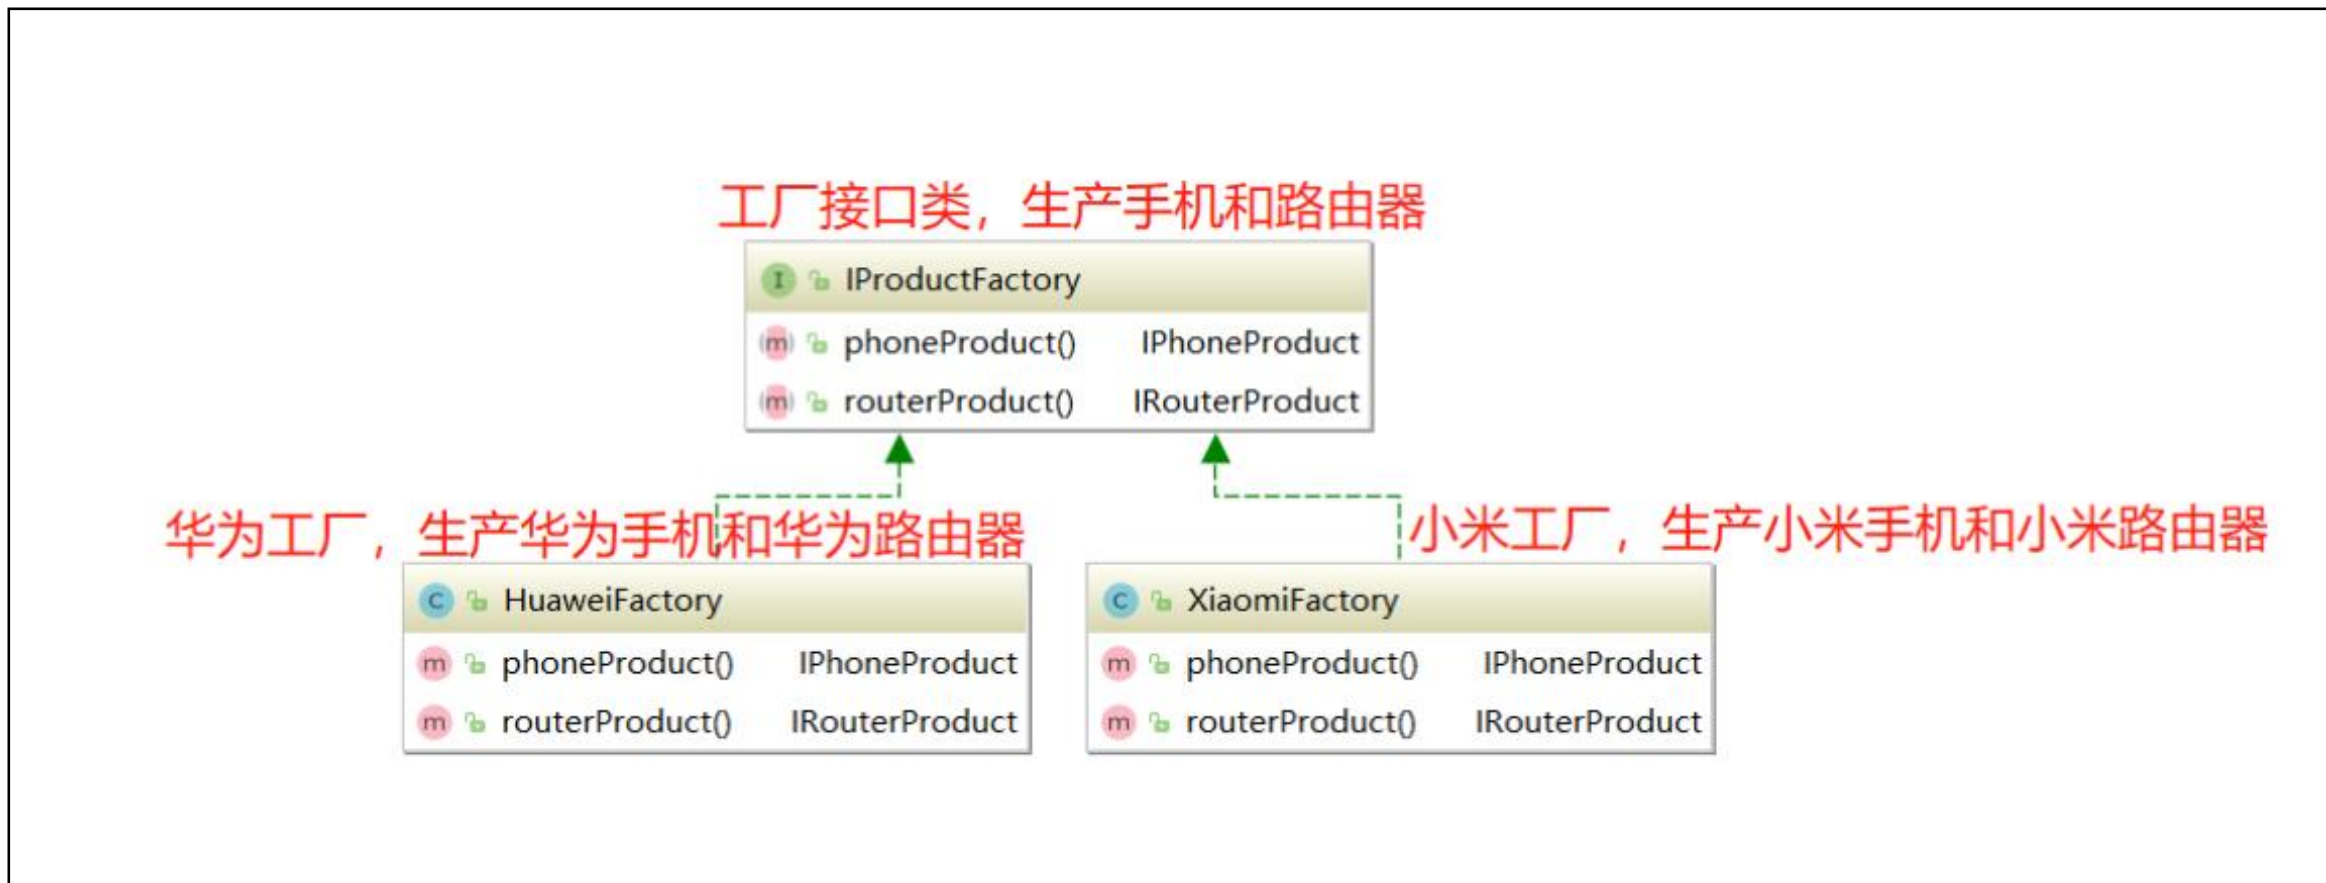 工厂接口类，生产手机和路由器
I IProductFactory
m phoneProduct() IPhoneProduct
m routerProduct() IRouterProduct
华为工厂，生产华为手机和华为路由器
小米工厂，生产小米手机和小米路由器
C HuaweiFactory
m phoneProduct() IPhoneProduct
m routerProduct() IRouterProduct
C XiaomiFactory
m phoneProduct() IPhoneProduct
m routerProduct() IRouterProduct